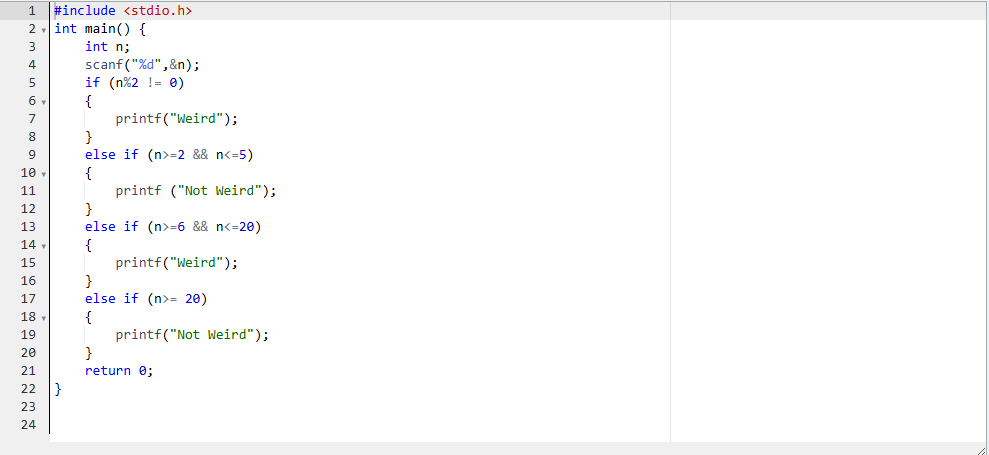 1 #include <stdio.h>
2 int main() {
3     int n;
4     scanf("%d",&n);
5     if (n%2 != 0)
6     {
7         printf("Weird");
8     }
9     else if (n>=2 && n<=5)
10     {
11         printf ("Not Weird");
12     }
13     else if (n>=6 && n<=20)
14     {
15         printf("Weird");
16     }
17     else if (n>= 20)
18     {
19         printf("Not Weird");
20     }
21     return 0;
22 }
23
24